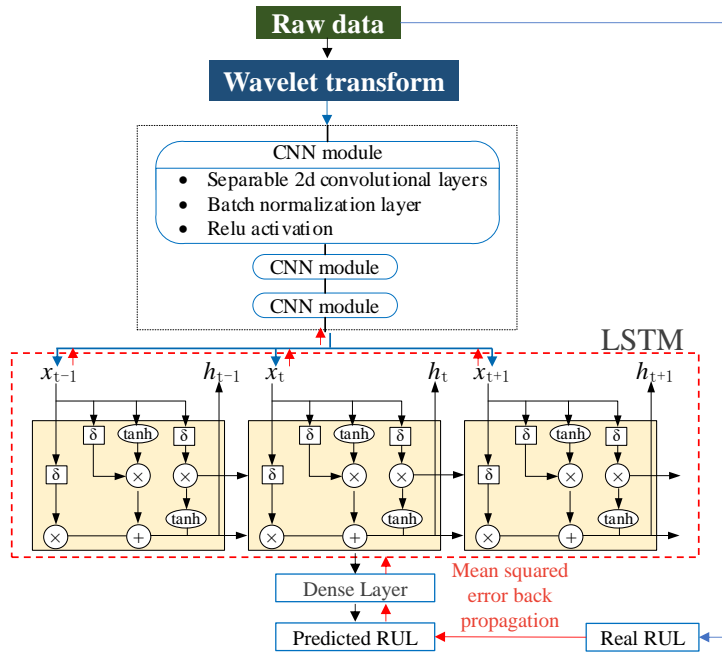 Raw data
Wavelet transform
CNN module
• Separable 2d convolutional layers
• Batch normalization layer
• Relu activation
CNN module
CNN module
LSTM
xt−1 ht−1 xt ht xt+1 ht+1
δ tanh δ δ tanh δ δ tanh δ
δ × × δ × × δ × ×
tanh tanh tanh
× + × + × +
Mean squared
error back
propagation
Dense Layer
Predicted RUL
Real RUL